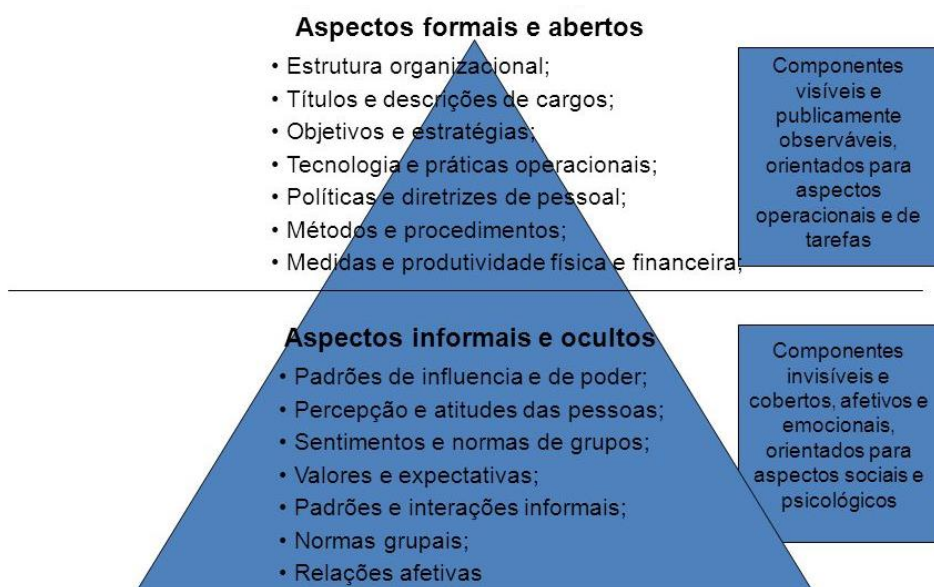 Aspectos formais e abertos
• Estrutura organizacional;
• Títulos e descrições de cargos;
• Objetivos e estratégias;
• Tecnologia e práticas operacionais;
• Políticas e diretrizes de pessoal;
• Métodos e procedimentos;
• Medidas e produtividade física e financeira;
Componentes
visíveis e
publicamente
observáveis,
orientados para
aspectos
operacionais e de
tarefas
Aspectos informais e ocultos
• Padrões de influencia e de poder;
• Percepção e atitudes das pessoas;
• Sentimentos e normas de grupos;
• Valores e expectativas;
• Padrões e interações informais;
• Normas grupais;
• Relações afetivas
Componentes
invisíveis e
cobertos, afetivos e
emocionais,
orientados para
aspectos sociais e
psicológicos